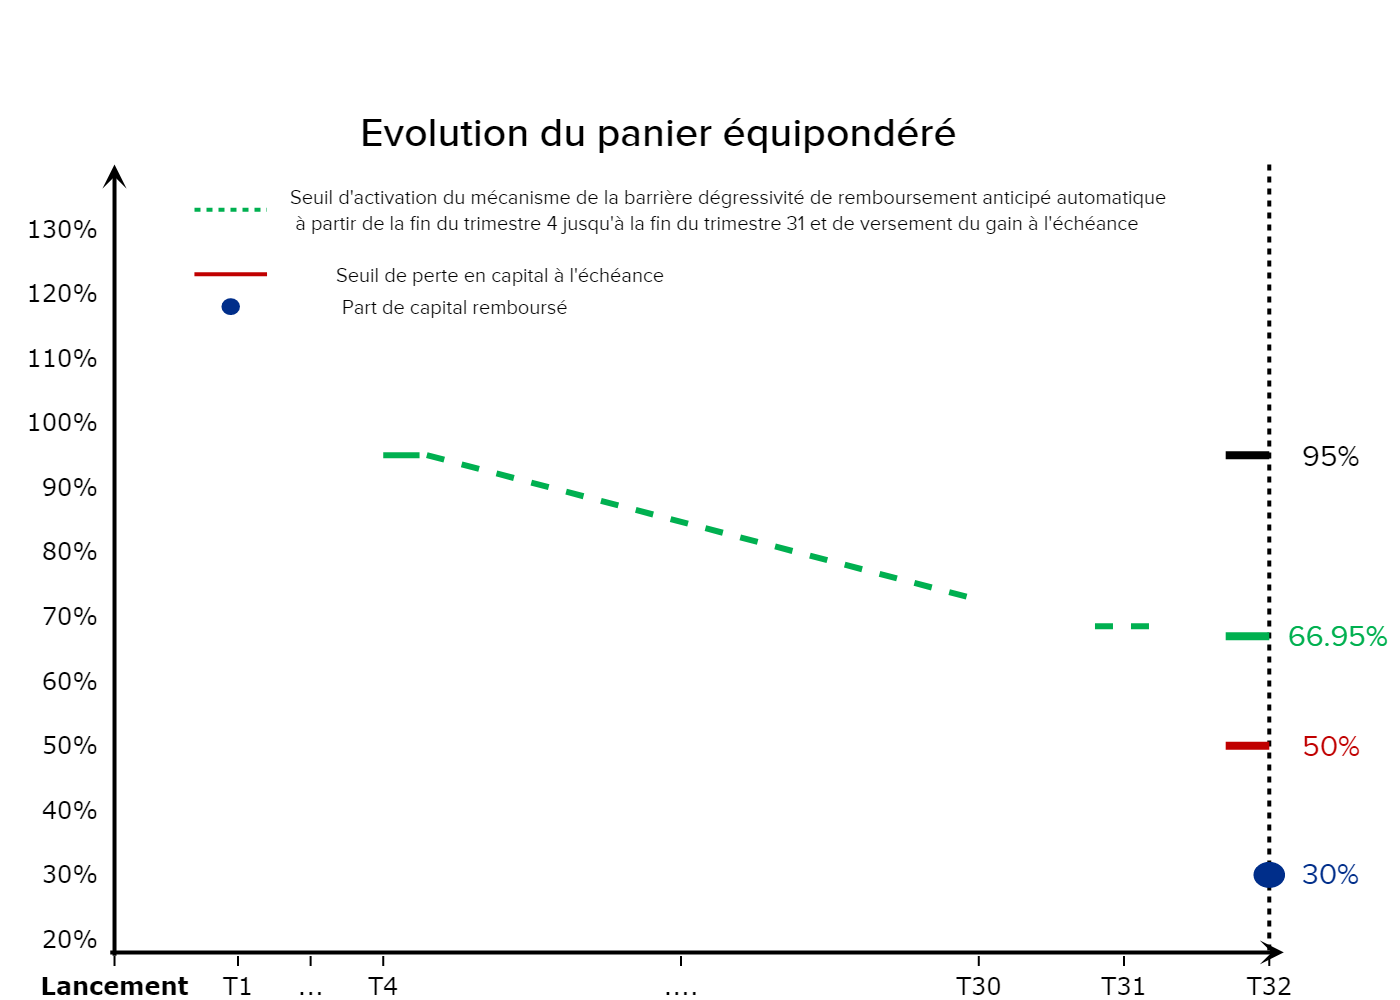 Evolution du panier équipondéré
Seuil d'activation du mécanisme de la barrière dégressivité de remboursement anticipé automatique
à partir de la fin du trimestre 4 jusqu'à la fin du trimestre 31 et de versement du gain à l'échéance
Seuil de perte en capital à l'échéance
Part de capital remboursé
130%
120%
110%
100%
90%
80%
70%
60%
50%
40%
30%
20%
95%
66.95%
50%
30%
Lancement T1 ... T4 .... T30 T31 T32